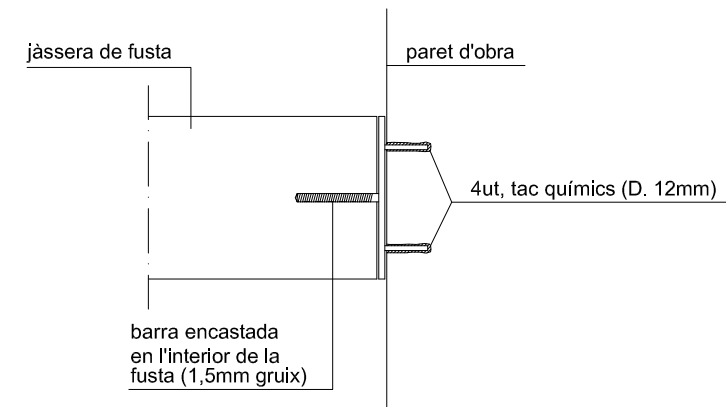 jàssera de fusta
paret d'obra
4ut, tac químics (D. 12mm)
barra encastada
en l'interior de la
fusta (1,5mm gruix)